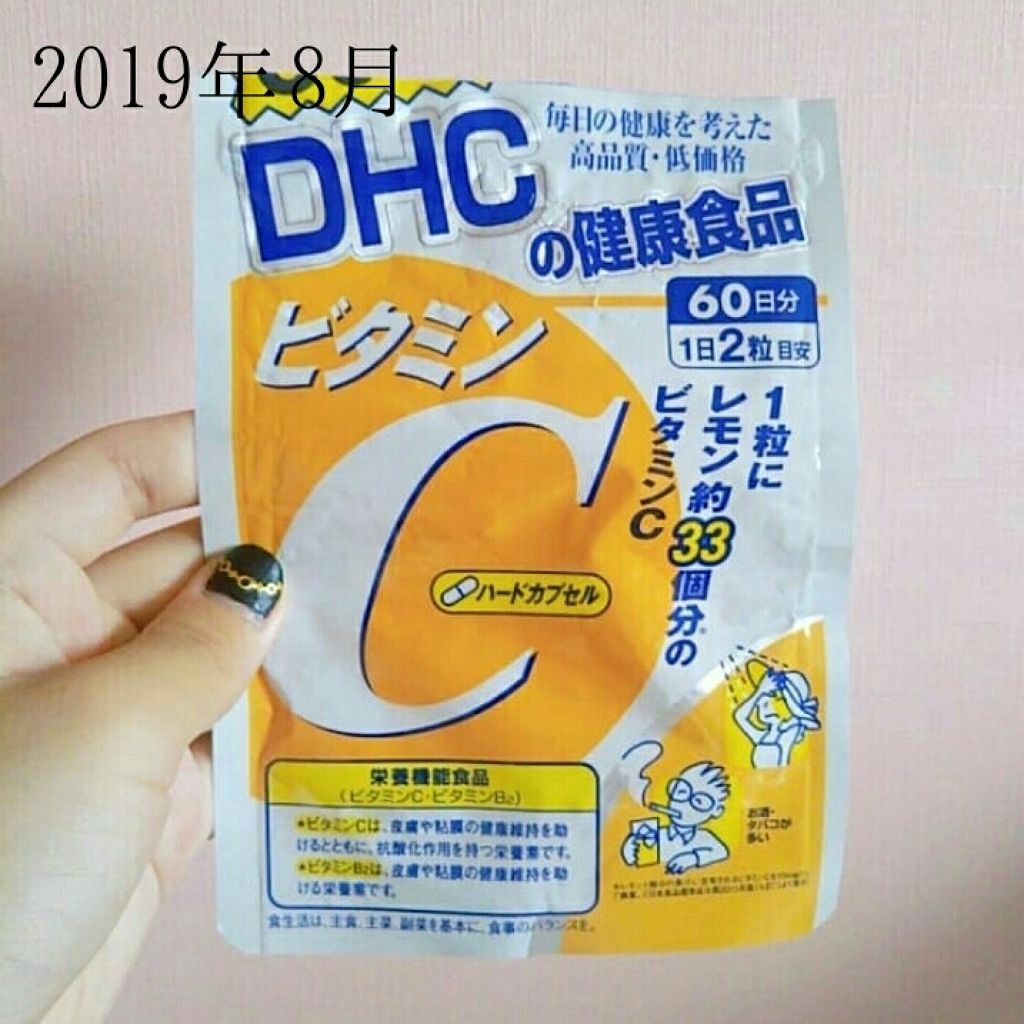 2019年8月
DHC
毎日の健康を考えた
高品質・低価格
の健康食品
ビタミン
C
60日分
1日2粒目安
1粒に
レモン約33個分の
ビタミンC
ハードカプセル
栄養機能食品
(ビタミンC・ビタミンB₂)
●ビタミンCは、皮膚や粘膜の健康維持を助
けるとともに、抗酸化作用を持つ栄養素です。
●ビタミンB₂は、皮膚や粘膜の健康維持を助
ける栄養素です。
お酒・
タバコが
多い
食生活は、主食、主菜、副菜を基本に、食事のバランスを。